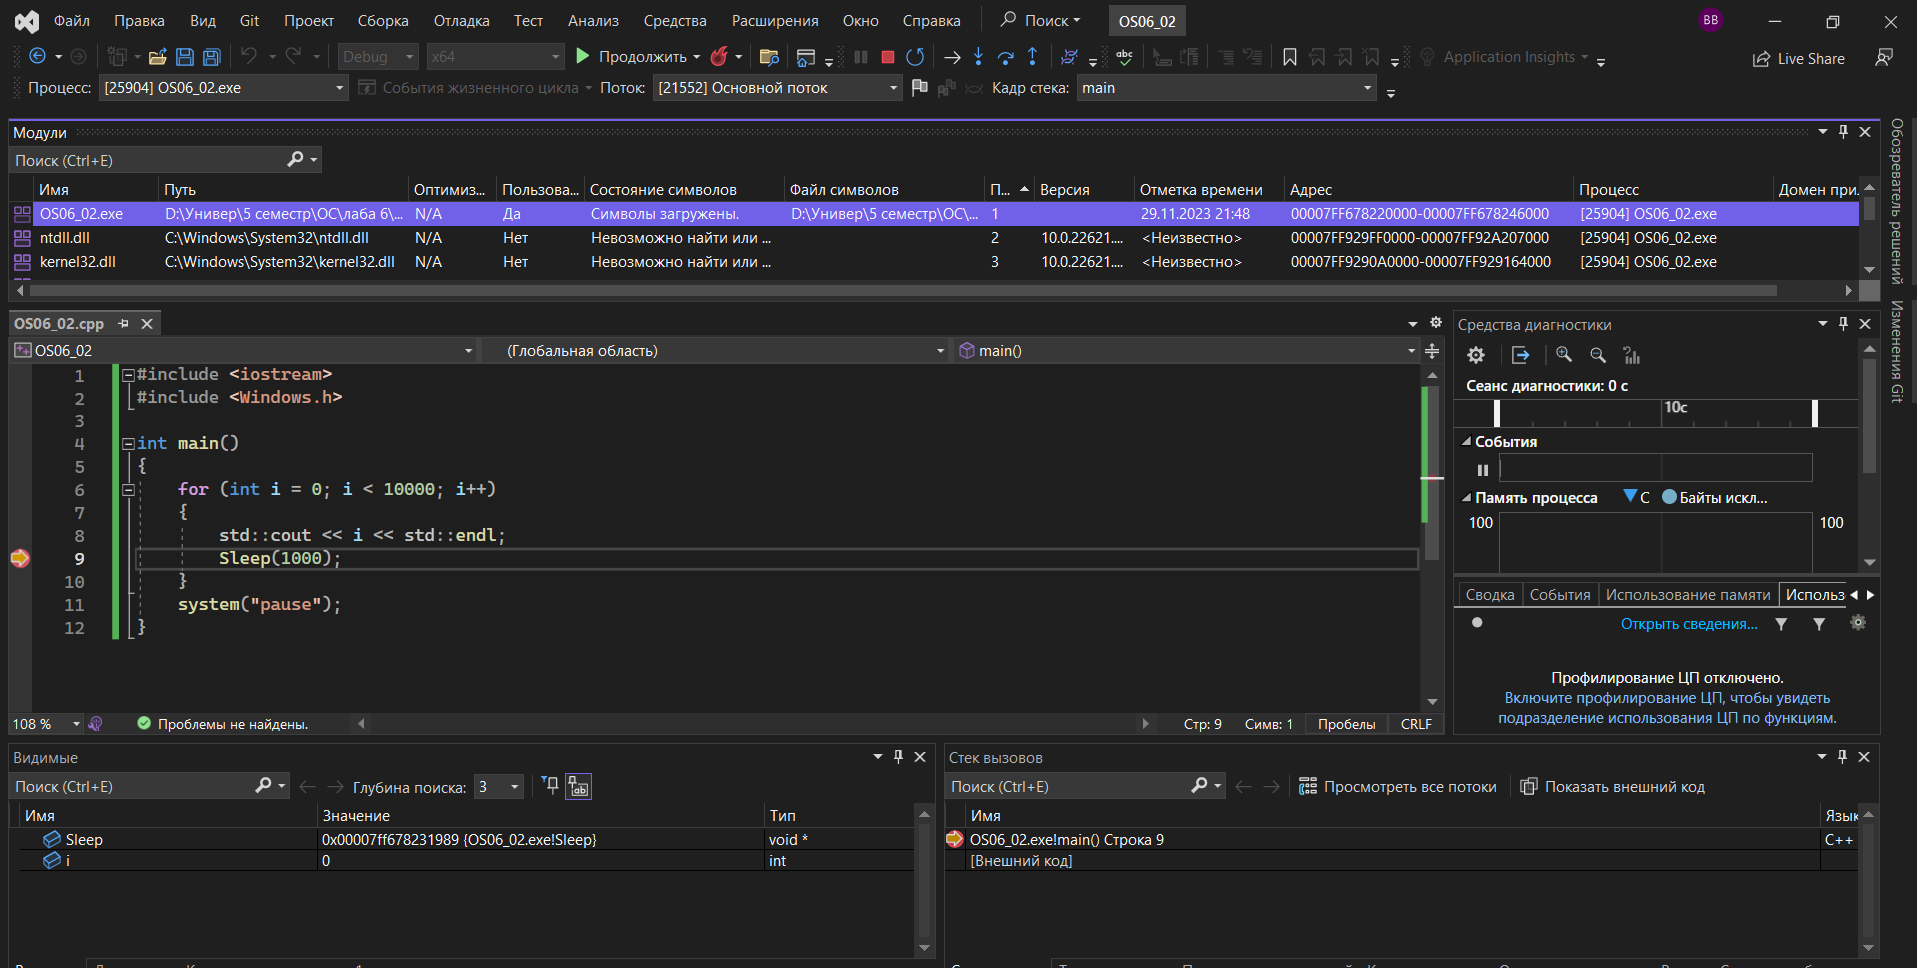 Файл Правка Вид Git Проект Сборка Отладка Тест Анализ Средства Расширения Окно Справка Поиск OS06_02 BB
Debug x64 Продолжить abc Application Insights Live Share
Процесс: [25904] OS06_02.exe События жизненного цикла Поток: [21552] Основной поток Кадр стека: main
Модули
Поиск (Ctrl+E)
Имя Путь Оптимиз... Пользова... Состояние символов Файл символов П... Версия Отметка времени Адрес Процесс Домен при
OS06_02.exe D:\Универ\5 семестр\ОС\лаба 6\... N/A Да Символы загружены. D:\Универ\5 семестр\ОС\... 1 29.11.2023 21:48 00007FF678220000-00007FF678246000 [25904] OS06_02.exe
ntdll.dll C:\Windows\System32\ntdll.dll N/A Нет Невозможно найти или ... 2 10.0.22621.... <Неизвестно> 00007FF929FF0000-00007FF92A207000 [25904] OS06_02.exe
kernel32.dll C:\Windows\System32\kernel32.dll N/A Нет Невозможно найти или ... 3 10.0.22621.... <Неизвестно> 00007FF9290A0000-00007FF929164000 [25904] OS06_02.exe
Обозреватель решений
Изменения Git
OS06_02.cpp
OS06_02 (Глобальная область) main()
1 #include <iostream>
2 #include <Windows.h>
3
4 int main()
5 {
6 for (int i = 0; i < 10000; i++)
7 {
8 std::cout << i << std::endl;
9 Sleep(1000);
10 }
11 system("pause");
12 }
108 % Проблемы не найдены. Стр: 9 Симв: 1 Пробелы CRLF
Средства диагностики
Сеанс диагностики: 0 с
10с
События
Память процесса С Байты искл...
100 100
Сводка События Использование памяти Использ
Открыть сведения...
Профилирование ЦП отключено.
Включите профилирование ЦП, чтобы увидеть
подразделение использования ЦП по функциям.
Видимые
Поиск (Ctrl+E) Глубина поиска: 3 ab
Имя Значение Тип
Sleep 0x00007ff678231989 {OS06_02.exe!Sleep} void *
i 0 int
Стек вызовов
Поиск (Ctrl+E) Просмотреть все потоки Показать внешний код
Имя Язык
OS06_02.exe!main() Строка 9 C++
[Внешний код]